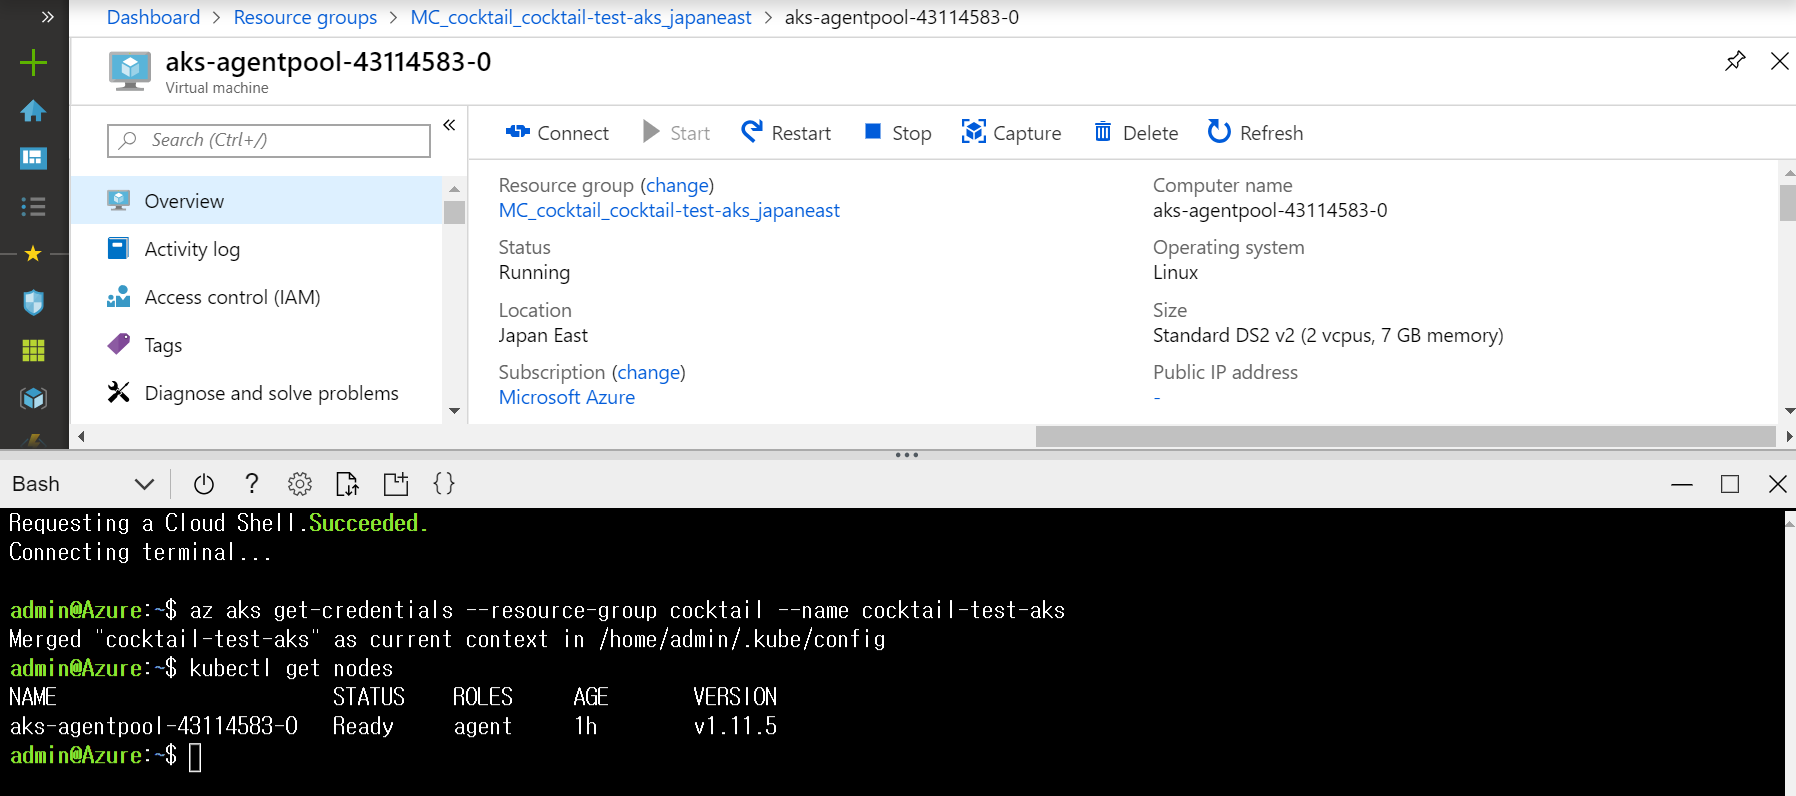 Dashboard > Resource groups > MC_cocktail_cocktail-test-aks_japaneast > aks-agentpool-43114583-0
aks-agentpool-43114583-0
Virtual machine
Search (Ctrl+/)
Overview
Activity log
Access control (IAM)
Tags
Diagnose and solve problems
Connect Start Restart Stop Capture Delete Refresh
Resource group (change)
MC_cocktail_cocktail-test-aks_japaneast
Status
Running
Location
Japan East
Subscription (change)
Microsoft Azure
Computer name
aks-agentpool-43114583-0
Operating system
Linux
Size
Standard DS2 v2 (2 vcpus, 7 GB memory)
Public IP address
-
Bash
Requesting a Cloud Shell.Succeeded.
Connecting terminal...
admin@Azure:~$ az aks get-credentials --resource-group cocktail --name cocktail-test-aks
Merged "cocktail-test-aks" as current context in /home/admin/.kube/config
admin@Azure:~$ kubectl get nodes
NAME STATUS ROLES AGE VERSION
aks-agentpool-43114583-0 Ready agent 1h v1.11.5
admin@Azure:~$